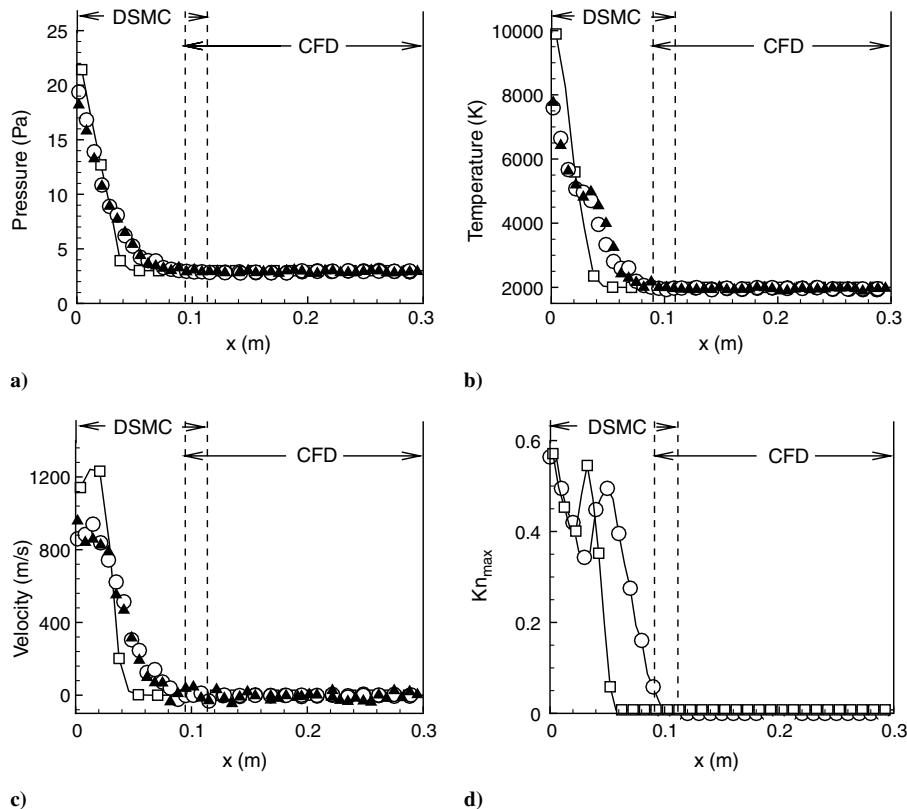 DSMC
CFD
25
20
15
10
5
0
Pressure (Pa)
0
0.1
0.2
0.3
x (m)
a)
DSMC
CFD
10000
8000
6000
4000
2000
Temperature (K)
0
0.1
0.2
0.3
x (m)
b)
DSMC
CFD
1200
800
400
0
Velocity (m/s)
0
0.1
0.2
0.3
x (m)
c)
DSMC
CFD
0.6
0.4
0.2
0
Kn max
0
0.1
0.2
0.3
x (m)
d)